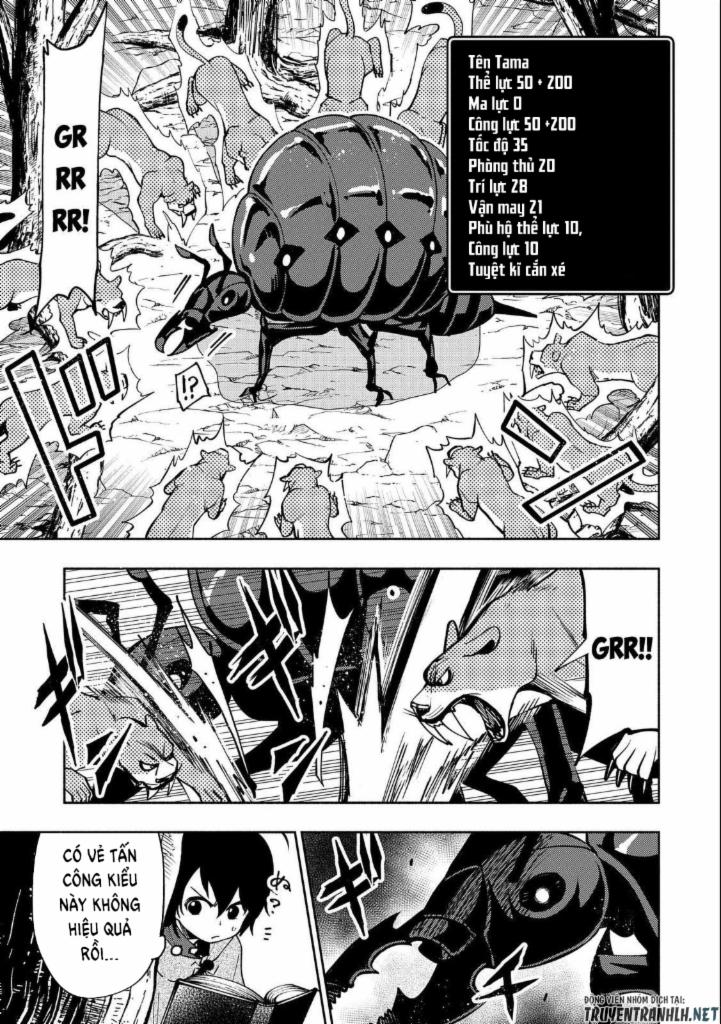 GR
RR
RR!
Tên Tama
Thể lực 50 + 200
Ma lực 0
Công lực 50 +200
Tốc độ 35
Phòng thủ 20
Trí lực 28
Vận may 21
Phù hộ thể lực 10,
Công lực 10
Tuyệt kĩ cắn xé
!?
GRR!!
CÓ VẺ TẤN
CÔNG KIỂU
NÀY KHÔNG
HIỆU QUẢ
RỒI...
ĐỘNG VIÊN NHÓM DỊCH TẠI:
TRUYENTRANHLH.NET